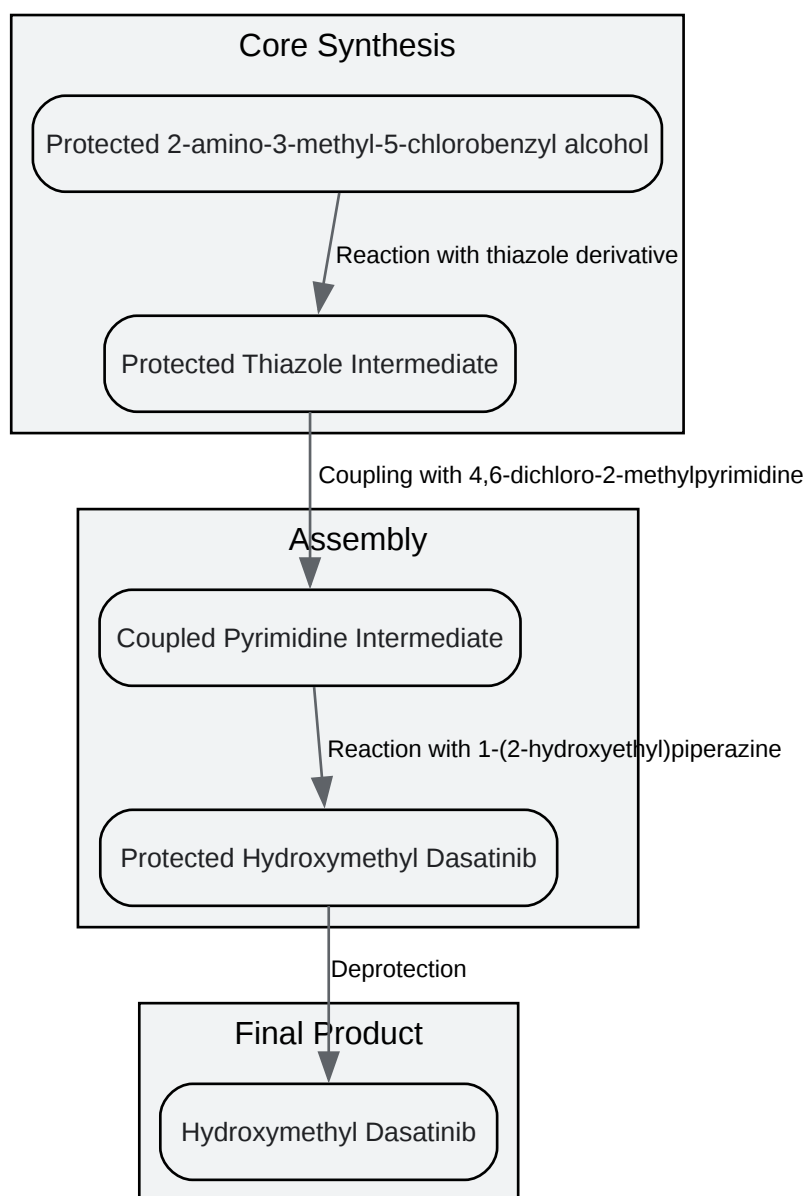 Core Synthesis
Protected 2-amino-3-methyl-5-chlorobenzyl alcohol
Reaction with thiazole derivative
Protected Thiazole Intermediate
Coupling with 4,6-dichloro-2-methylpyrimidine
Assembly
Coupled Pyrimidine Intermediate
Reaction with 1-(2-hydroxyethyl)piperazine
Protected Hydroxymethyl Dasatinib
Deprotection
Final Product
Hydroxymethyl Dasatinib